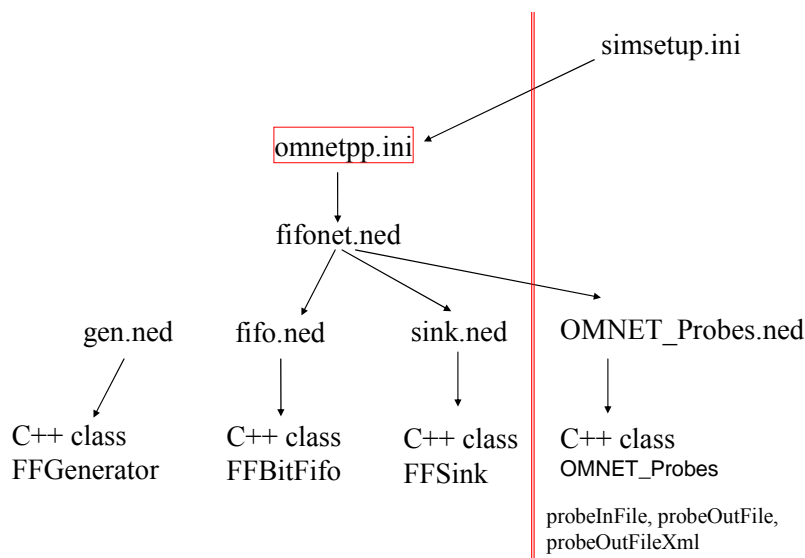 simsetup.ini
omnetpp.ini
fifonet.ned
gen.ned
fifo.ned
sink.ned
OMNET_Probes.ned
C++ class
FFGenerator
C++ class
FFBitFifo
C++ class
FFSink
C++ class
OMNET_Probes
probeInFile, probeOutFile,
probeOutFileXml